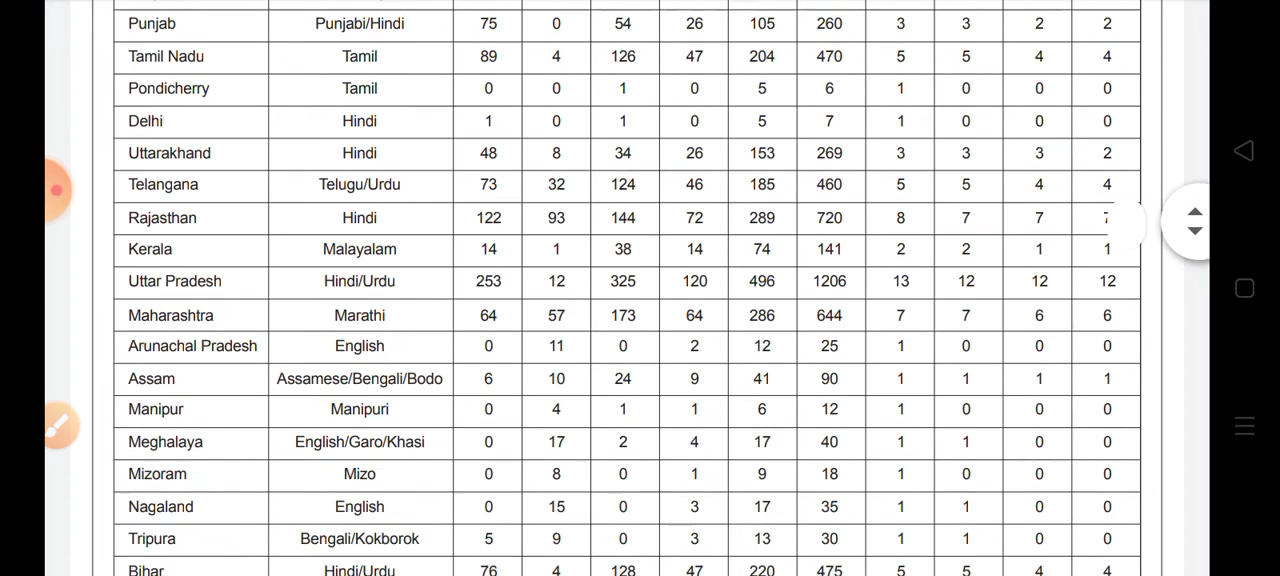 Punjab Punjabi/Hindi 75 0 54 26 105 260 3 3 2 2
Tamil Nadu Tamil 89 4 126 47 204 470 5 5 4 4
Pondicherry Tamil 0 0 1 0 5 6 1 0 0 0
Delhi Hindi 1 0 1 0 5 7 1 0 0 0
Uttarakhand Hindi 48 8 34 26 153 269 3 3 3 2
Telangana Telugu/Urdu 73 32 124 46 185 460 5 5 4 4
Rajasthan Hindi 122 93 144 72 289 720 8 7 7 7
Kerala Malayalam 14 1 38 14 74 141 2 2 1 1
Uttar Pradesh Hindi/Urdu 253 12 325 120 496 1206 13 12 12 12
Maharashtra Marathi 64 57 173 64 286 644 7 7 6 6
Arunachal Pradesh English 0 11 0 2 12 25 1 0 0 0
Assam Assamese/Bengali/Bodo 6 10 24 9 41 90 1 1 1 1
Manipur Manipuri 0 4 1 1 6 12 1 0 0 0
Meghalaya English/Garo/Khasi 0 17 2 4 17 40 1 1 0 0
Mizoram Mizo 0 8 0 1 9 18 1 0 0 0
Nagaland English 0 15 0 3 17 35 1 1 0 0
Tripura Bengali/Kokborok 5 9 0 3 13 30 1 1 0 0
Bihar Hindi/Urdu 76 4 128 47 220 475 5 5 4 4